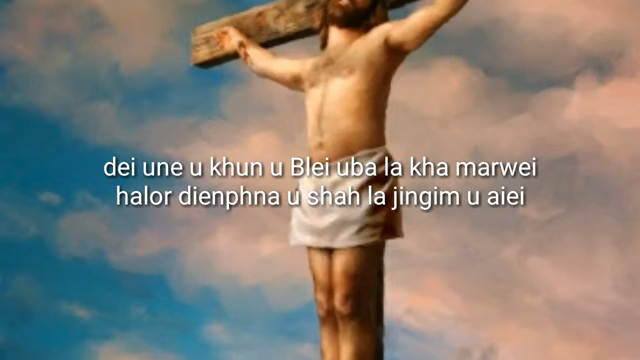 dei une u khun u Blei uba la kha marwei
halor dienphna u shah la jingim u aiei